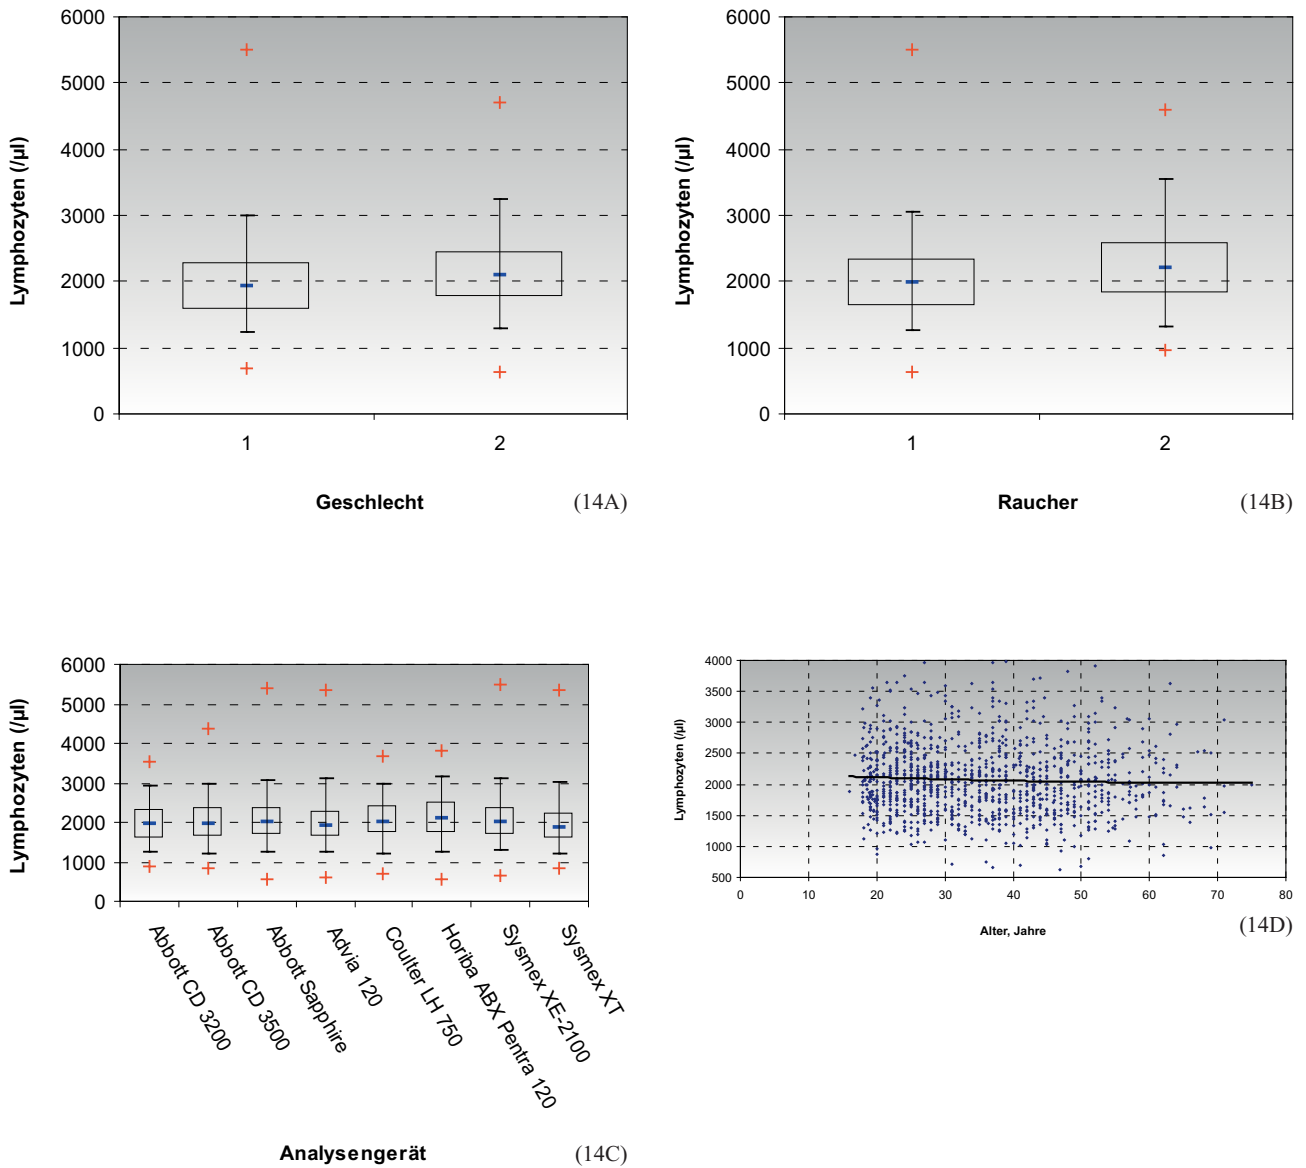 6000
5000
4000
3000
2000
1000
0
Lymphozyten (/µl)
1 2
Geschlecht (14A)
6000
5000
4000
3000
2000
1000
0
Lymphozyten (/µl)
1 2
Raucher (14B)
6000
5000
4000
3000
2000
1000
0
Lymphozyten (/µl)
Abbott CD 3200
Abbott CD 3500
Abbott Sapphire
Advia 120
Coulter LH 750
Horiba ABX Pentra 120
Sysmex XE-2100
Sysmex XT
Analysengerät (14C)
4000
3500
3000
2500
2000
1500
1000
500
Lymphozyten (/µl)
0 10 20 30 40 50 60 70 80
Alter, Jahre (14D)